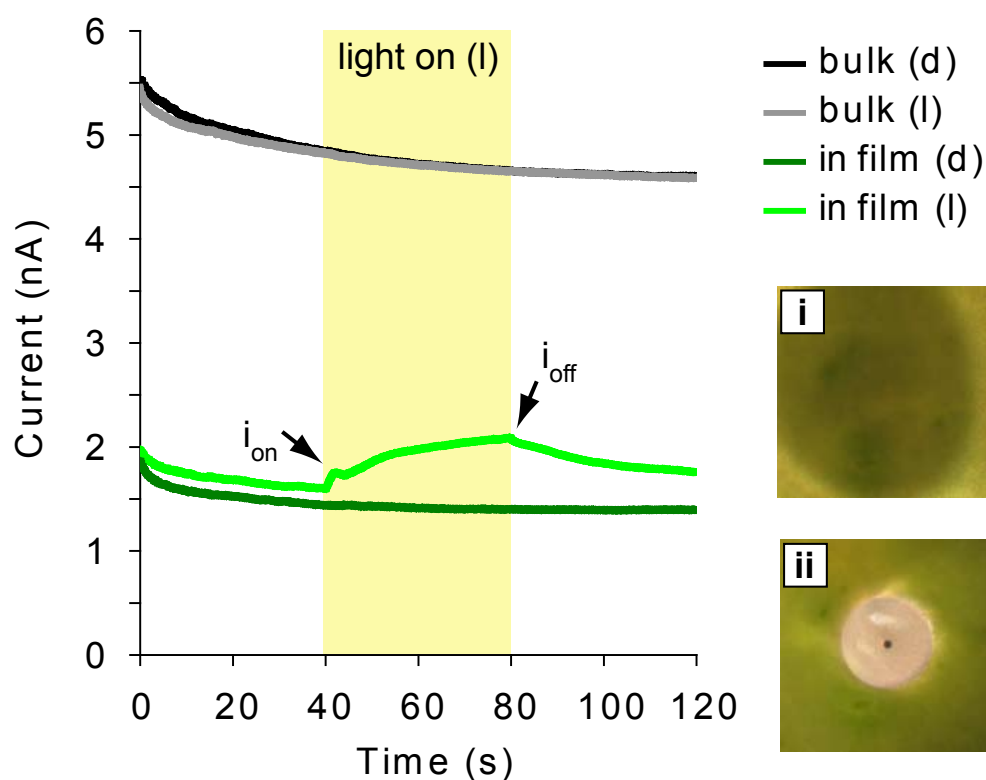 6
5
4
3
2
1
0
Current (nA)
0 20 40 60 80 100 120
Time (s)
light on (l)
i_on
i_off
bulk (d)
bulk (l)
in film (d)
in film (l)
i
ii